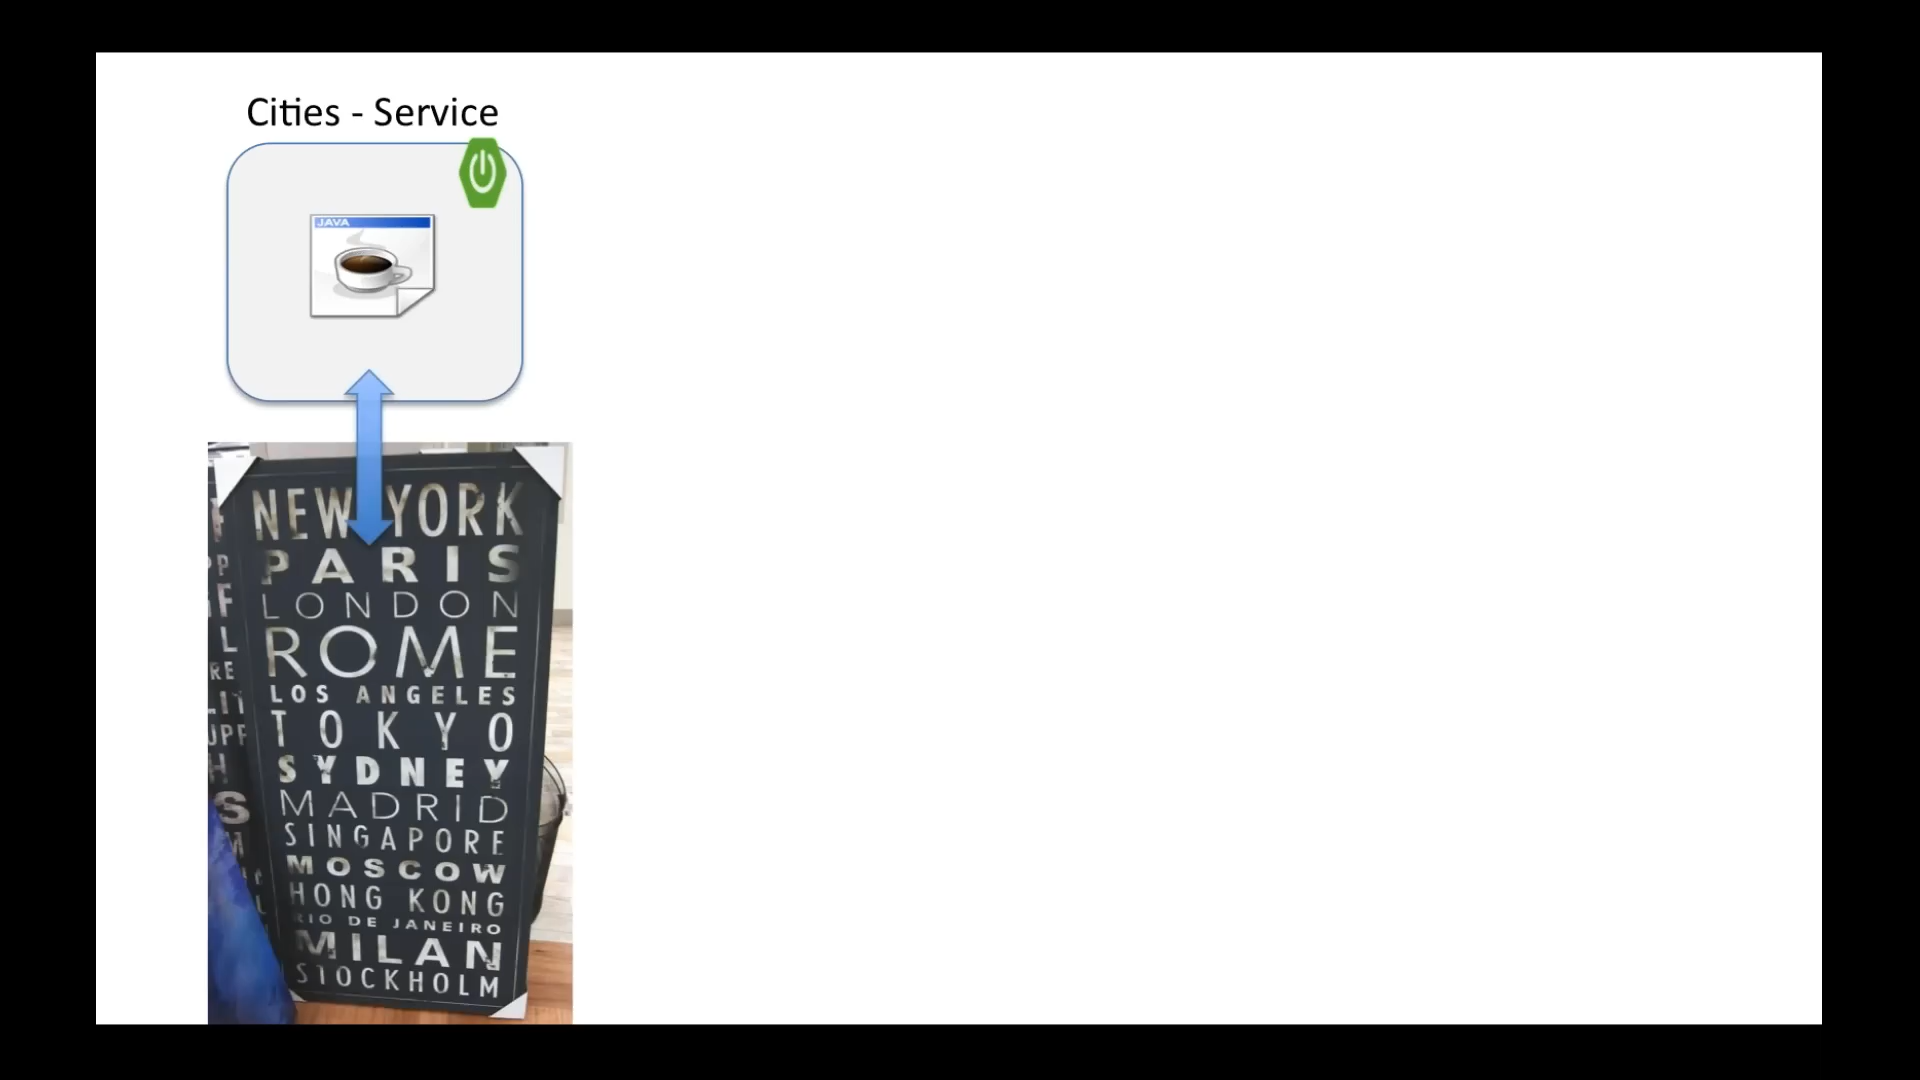 Cities - Service
JAVA
NEW YORK
PARIS
LONDON
ROME
LOS ANGELES
TOKYO
SYDNEY
MADRID
SINGAPORE
MOSCOW
HONG KONG
RIO DE JANEIRO
MILAN
STOCKHOLM